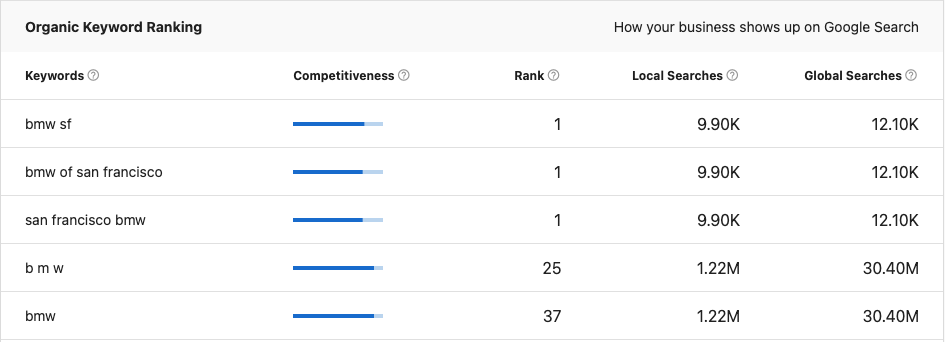 Organic Keyword Ranking How your business shows up on Google Search
Keywords ? Competitiveness ? Rank ? Local Searches ? Global Searches ?
bmw sf 1 9.90K 12.10K
bmw of san francisco 1 9.90K 12.10K
san francisco bmw 1 9.90K 12.10K
b m w 25 1.22M 30.40M
bmw 37 1.22M 30.40M